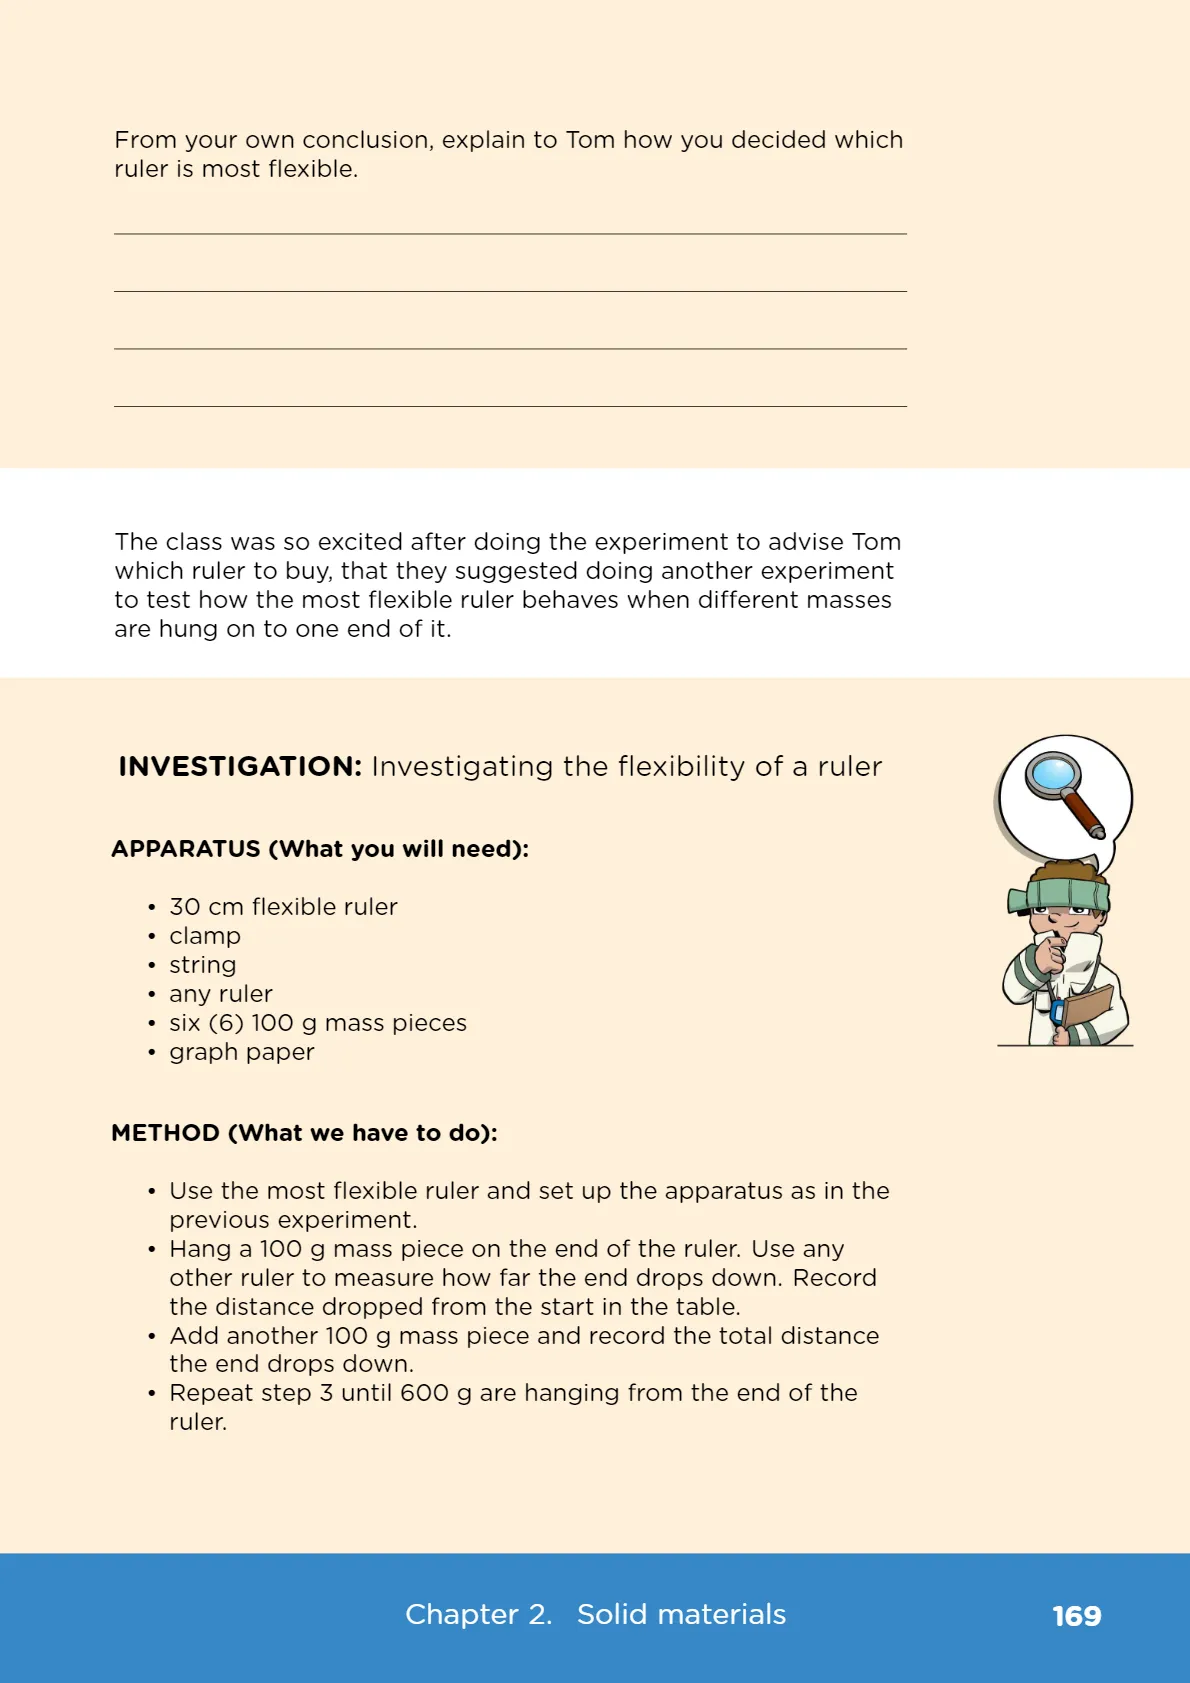 From your own conclusion, explain to Tom how you decided which
ruler is most flexible.
The class was so excited after doing the experiment to advise Tom
which ruler to buy, that they suggested doing another experiment
to test how the most flexible ruler behaves when different masses
are hung on to one end of it.
INVESTIGATION: Investigating the flexibility of a ruler
APPARATUS (What you will need):
• 30 cm flexible ruler
• clamp
• string
• any ruler
• six (6) 100 g mass pieces
• graph paper
METHOD (What we have to do):
• Use the most flexible ruler and set up the apparatus as in the
previous experiment.
• Hang a 100 g mass piece on the end of the ruler. Use any
other ruler to measure how far the end drops down. Record
the distance dropped from the start in the table.
• Add another 100 g mass piece and record the total distance
the end drops down.
• Repeat step 3 until 600 g are hanging from the end of the
ruler.
Chapter 2. Solid materials 169